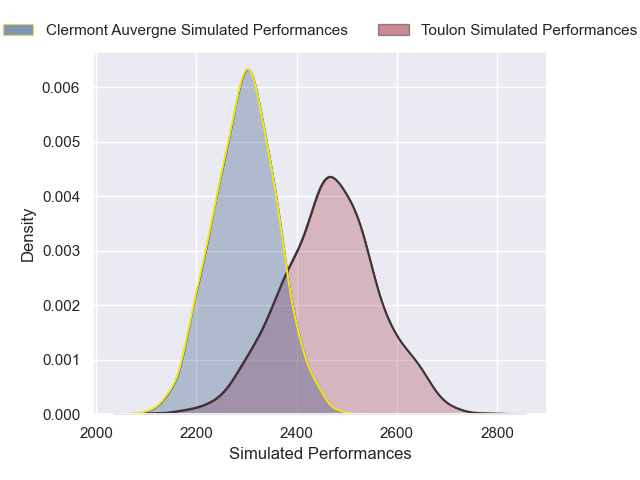 Clermont Auvergne Simulated Performances Toulon Simulated Performances
0.006
0.005
0.004
0.003
0.002
0.001
0.000
Density
2000 2200 2400 2600 2800
Simulated Performances